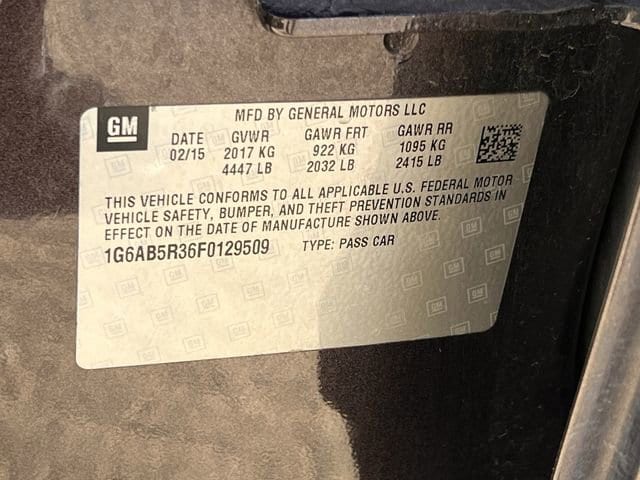 GM
MFD BY GENERAL MOTORS LLC
DATE GVWR GAWR FRT GAWR RR
02/15 2017 KG 922 KG 1095 KG
4447 LB 2032 LB 2415 LB
THIS VEHICLE CONFORMS TO ALL APPLICABLE U.S. FEDERAL MOTOR
VEHICLE SAFETY, BUMPER, AND THEFT PREVENTION STANDARDS IN
EFFECT ON THE DATE OF MANUFACTURE SHOWN ABOVE.
1G6AB5R36F0129509 TYPE: PASS CAR